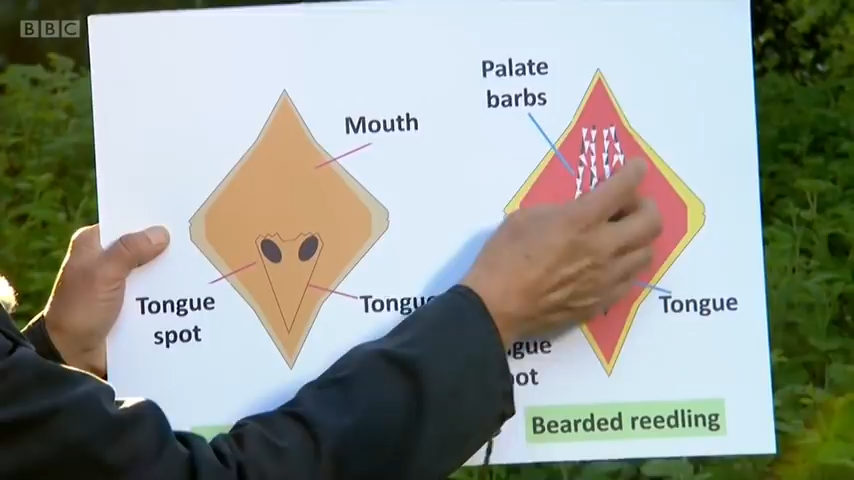 BBC
Mouth
Tongue
spot
Tongue
Palate
barbs
Tongue
Bearded reedling